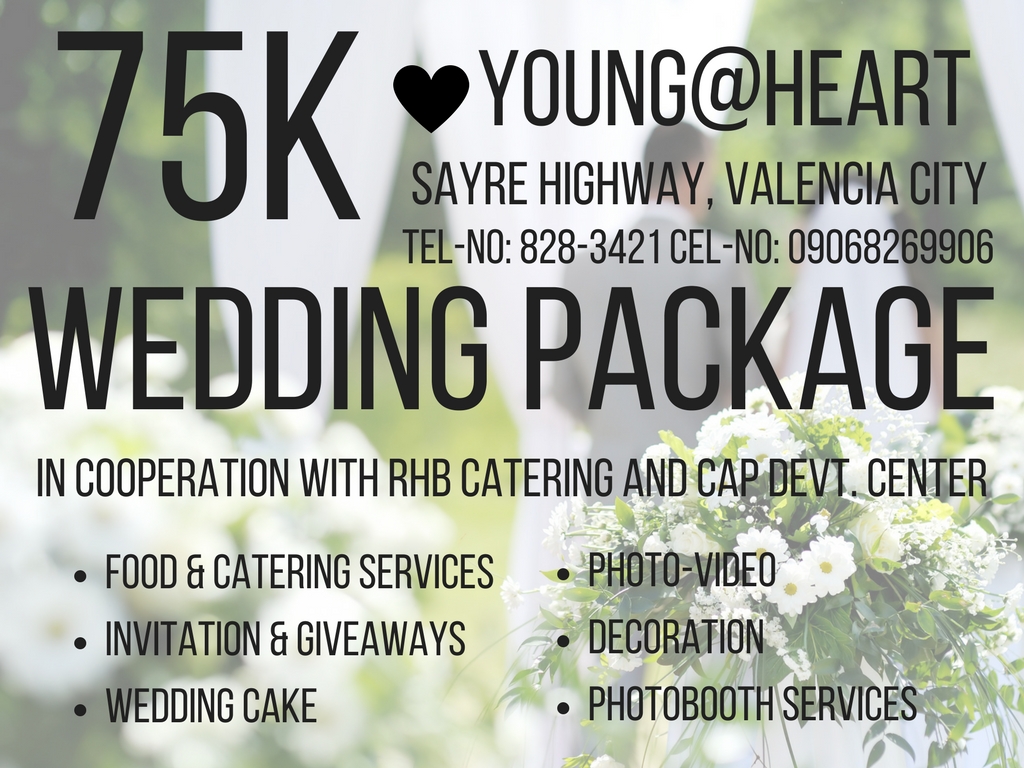 75K
YOUNG@HEART
SAYRE HIGHWAY, VALENCIA CITY
TEL-NO: 828-3421 CEL-NO: 09068269906
WEDDING PACKAGE
IN COOPERATION WITH RHB CATERING AND CAP DEVT. CENTER
• FOOD & CATERING SERVICES
• INVITATION & GIVEAWAYS
• WEDDING CAKE
• PHOTO-VIDEO
• DECORATION
• PHOTOBOOTH SERVICES